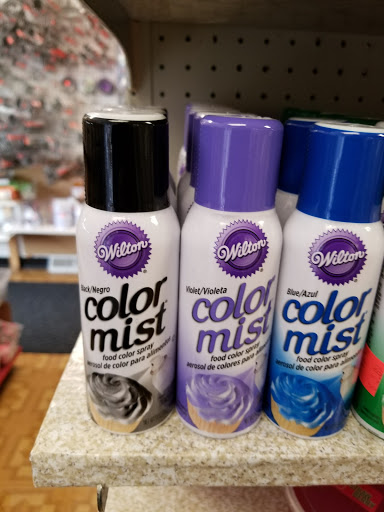 Wilton
Black/Negro
color
mist
food color spray
aerosol de color para alimentos
Wilton
Violet/Violeta
color
mist
food color spray
aerosol de colores para
Wilton
Blue/Azul
color
mist
food color spray
aerosol de color para alimentos